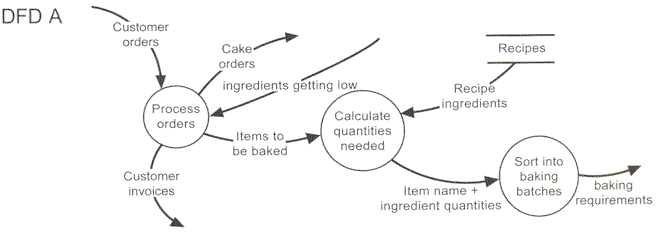 DFD A
Customer
orders
Cake
orders
Recipes
ingredients getting low
Recipe
ingredients
Process
orders
Calculate
quantities
needed
Items to
be baked
Sort into
baking
batches
Customer
invoices
Item name +
ingredient quantities
baking
requirements